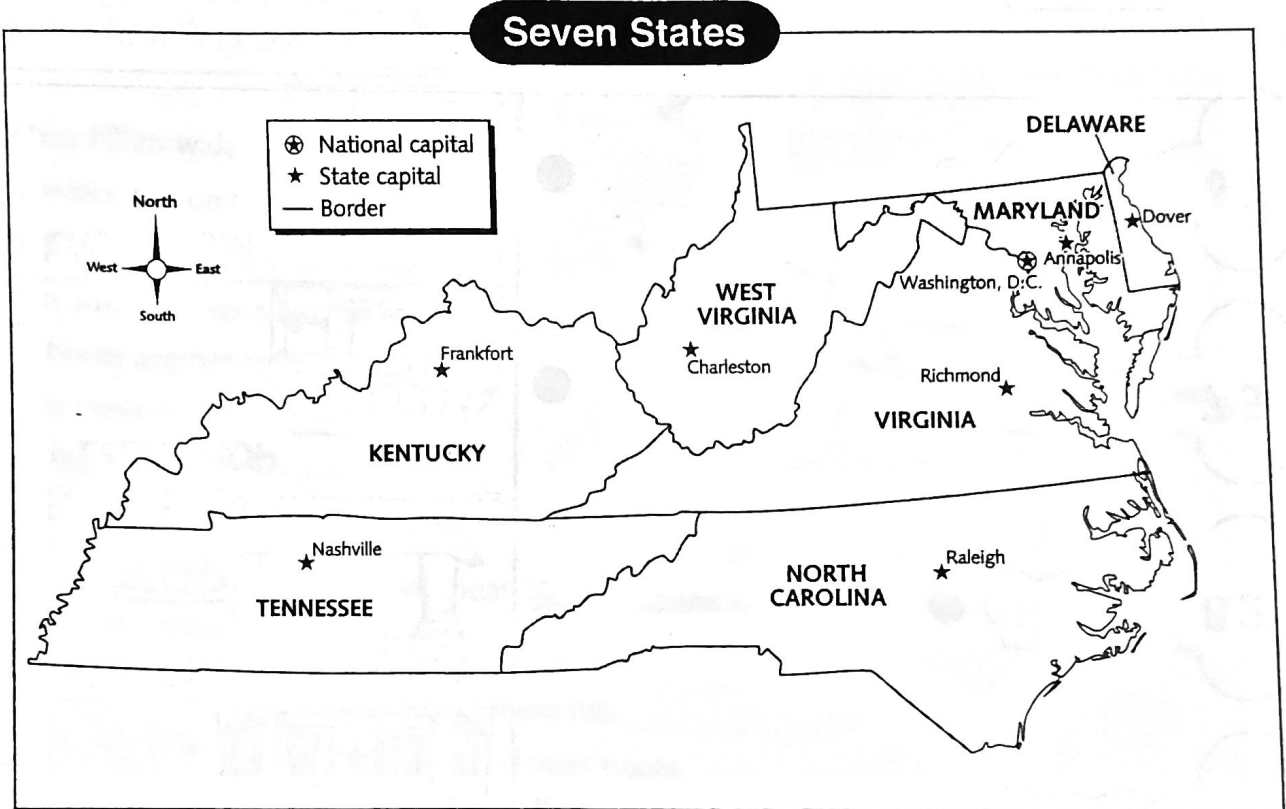 Seven States
National capital
State capital
Border
North
West
East
South
DELAWARE
MARYLAND
Dover
Annapolis
Washington, D.C.
WEST
VIRGINIA
Charleston
Frankfort
KENTUCKY
Richmond
VIRGINIA
Nashville
TENNESSEE
NORTH
CAROLINA
Raleigh